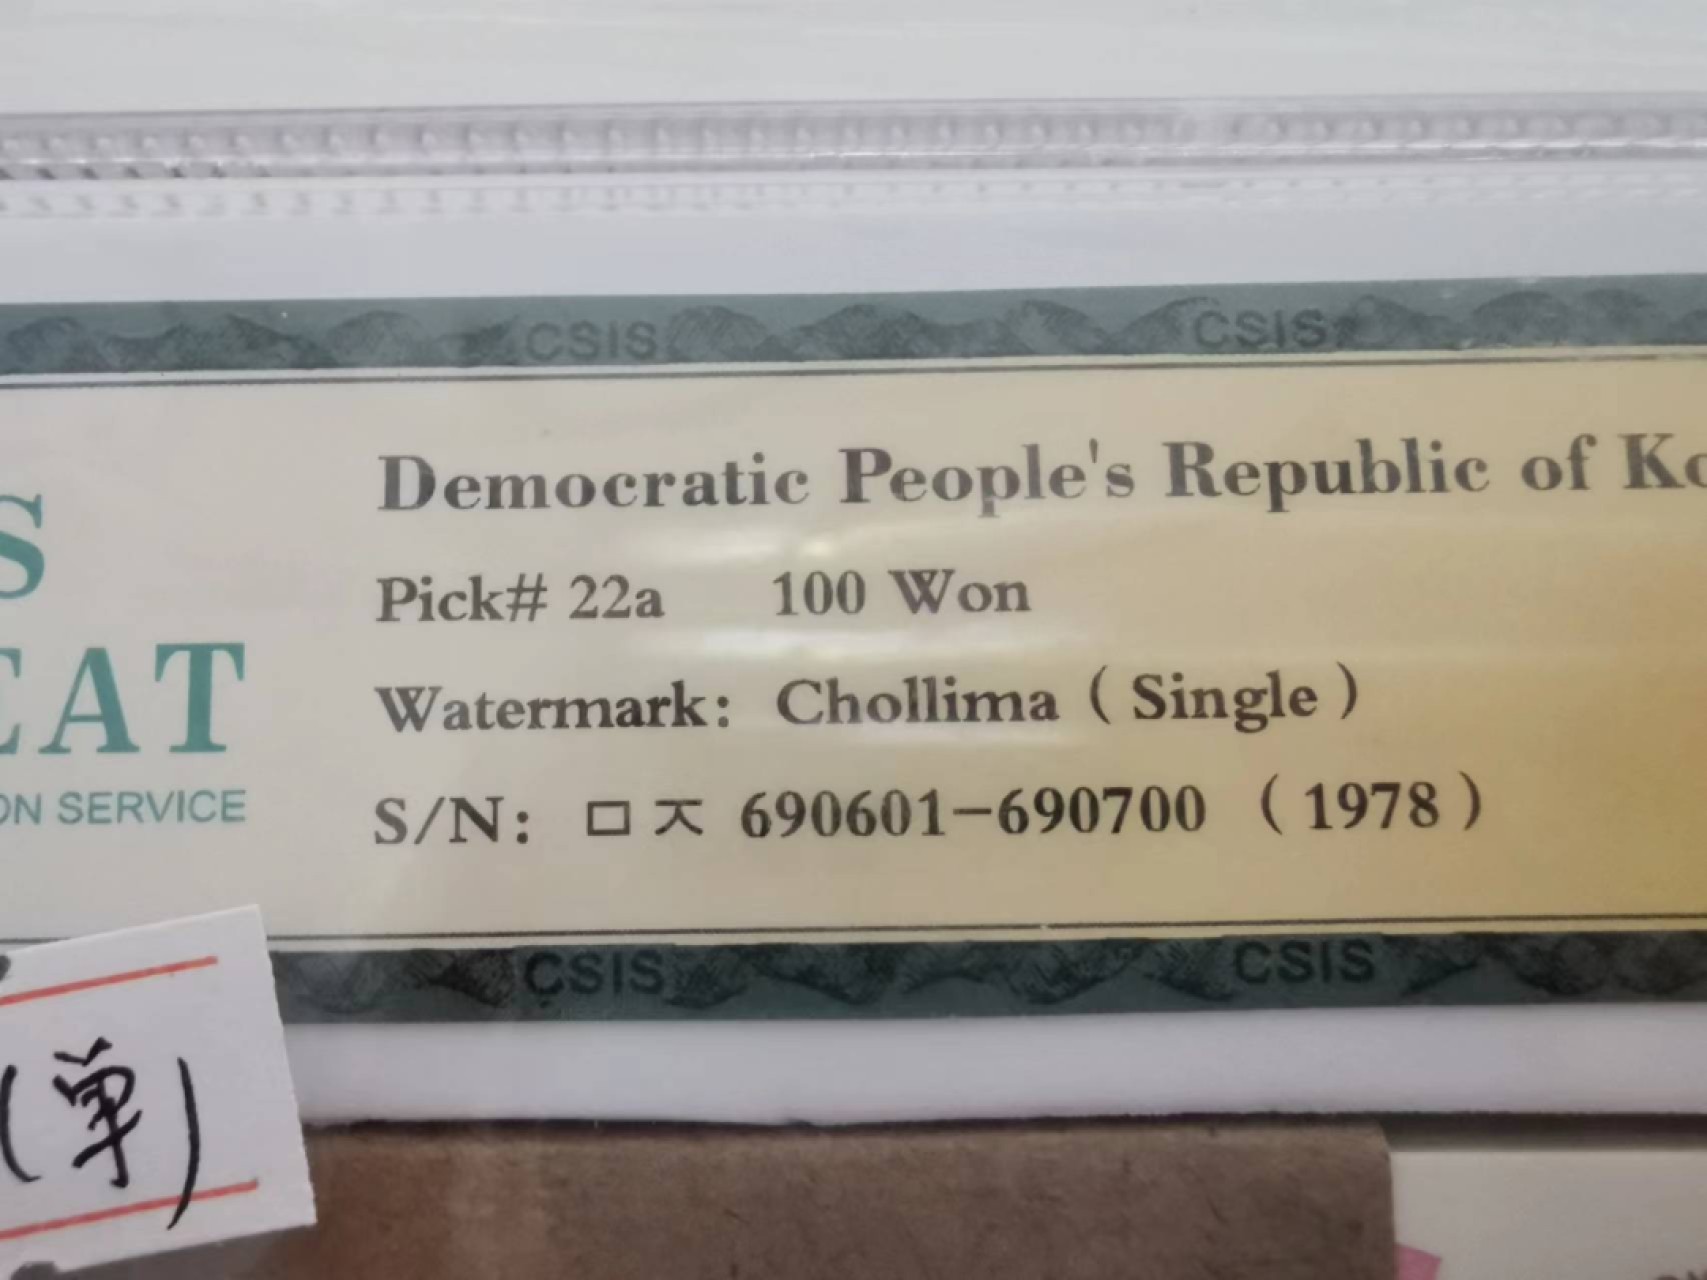 CSIS CSIS
Democratic People's Republic of Ko
S
Pick# 22a 100 Won
EAT
Watermark: Chollima ( Single )
ON SERVICE
S/N: ㅁㅈ 690601-690700 ( 1978 )
CSIS CSIS
(单)